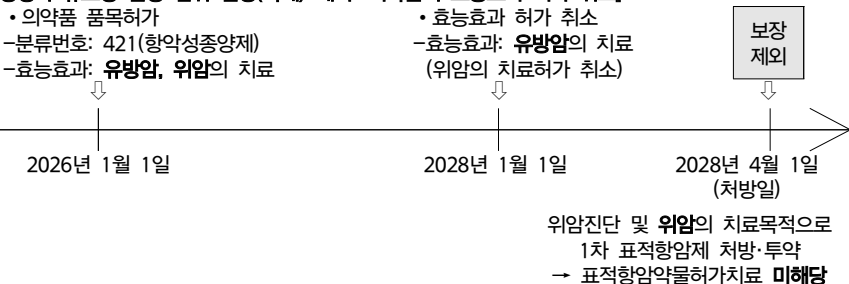 • 의약품 품목허가
-분류번호: 421(항악성종양제)
-효능효과: 유방암, 위암의 치료
• 효능효과 허가 취소
-효능효과: 유방암의 치료
(위암의 치료허가 취소)
보장
제외
2026년 1월 1일
2028년 1월 1일
2028년 4월 1일
(처방일)
위암진단 및 위암의 치료목적으로
1차 표적항암제 처방·투약
→ 표적항암약물허가치료 미해당